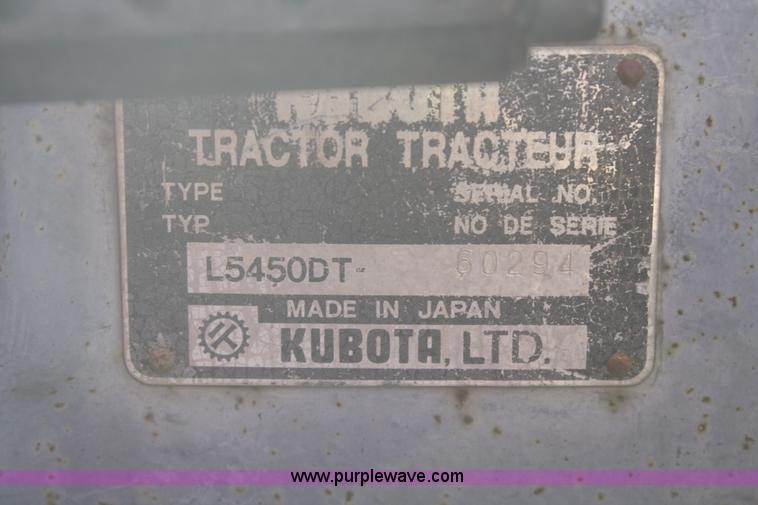 TRACTOR TRACTEUR
TYPE SERIAL NO.
TYP NO DE SERIE
L5450DT 60294
MADE IN JAPAN
KUBOTA, LTD.
www.purplewave.com